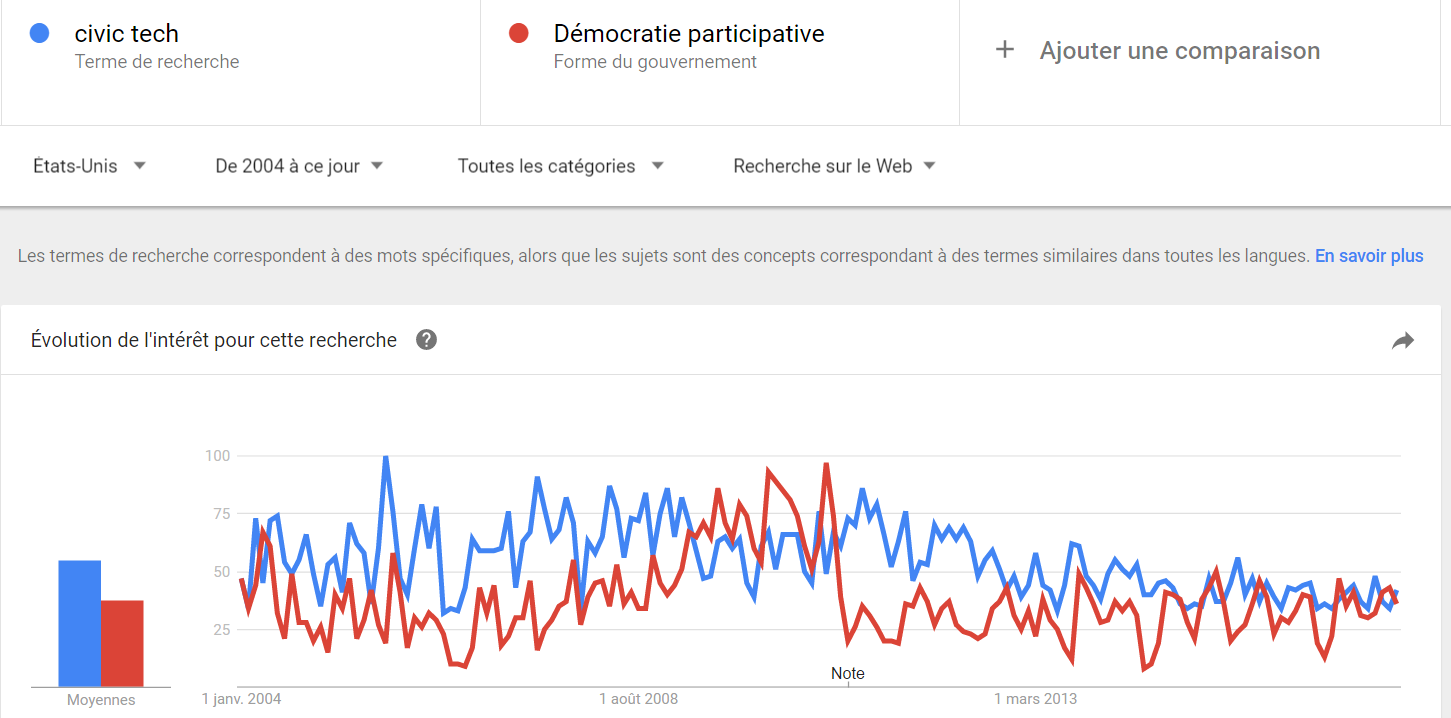 civic tech
Terme de recherche
Démocratie participative
Forme du gouvernement
+ Ajouter une comparaison
États-Unis
De 2004 à ce jour
Toutes les catégories
Recherche sur le Web
Les termes de recherche correspondent à des mots spécifiques, alors que les sujets sont des concepts correspondant à des termes similaires dans toutes les langues. En savoir plus
Évolution de l'intérêt pour cette recherche ?
100
75
50
25
Note
Moyennes
1 janv. 2004
1 août 2008
1 mars 2013